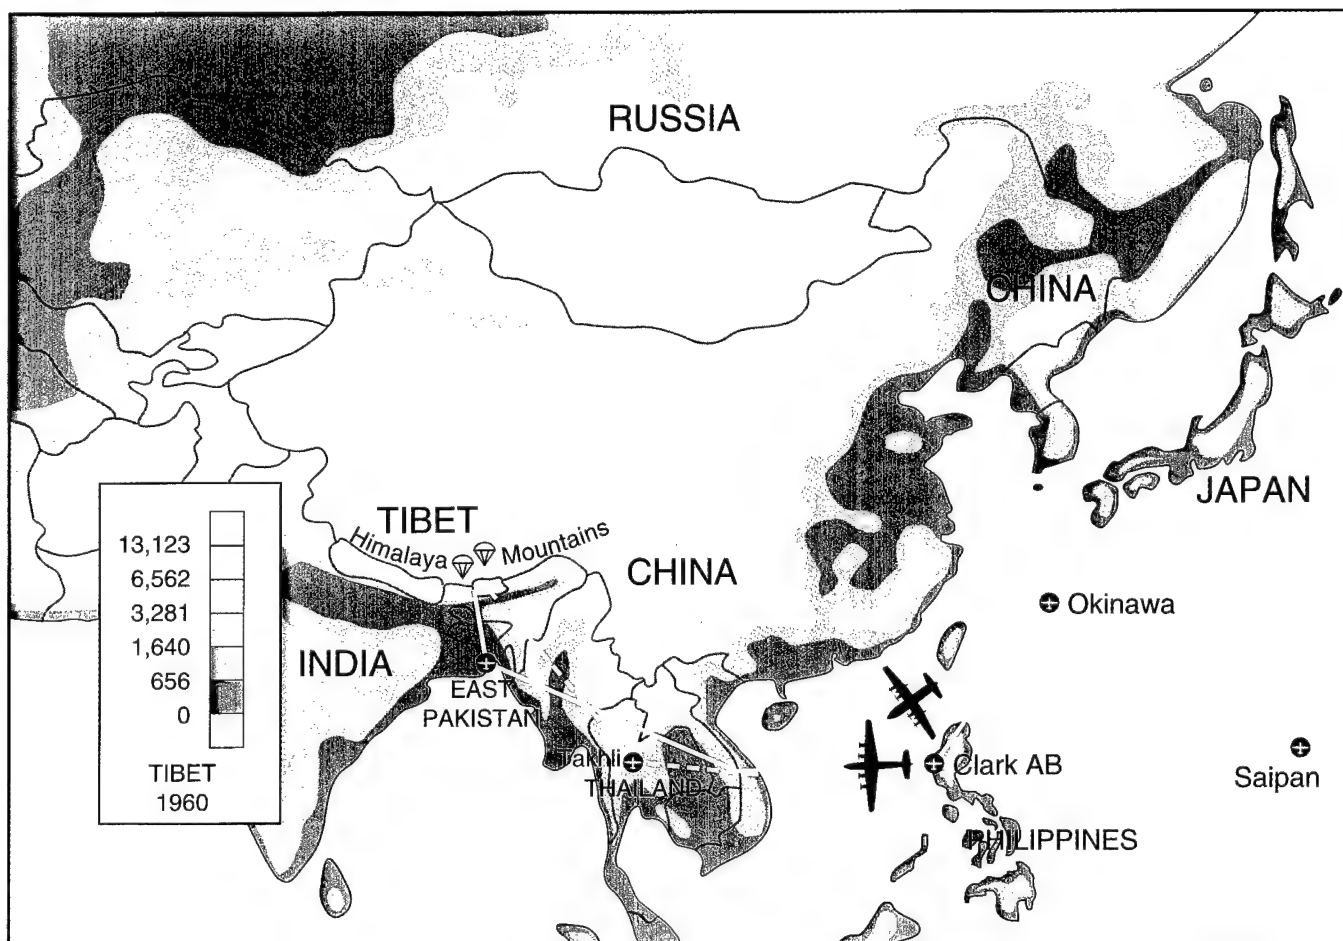 RUSSIA
CHINA
JAPAN
TIBET
Himalaya
Mountains
CHINA
Okinawa
INDIA
EAST
PAKISTAN
Takhli
THAILAND
Clark AB
PHILIPPINES
Saipan
13,123
6,562
3,281
1,640
656
0
TIBET
1960